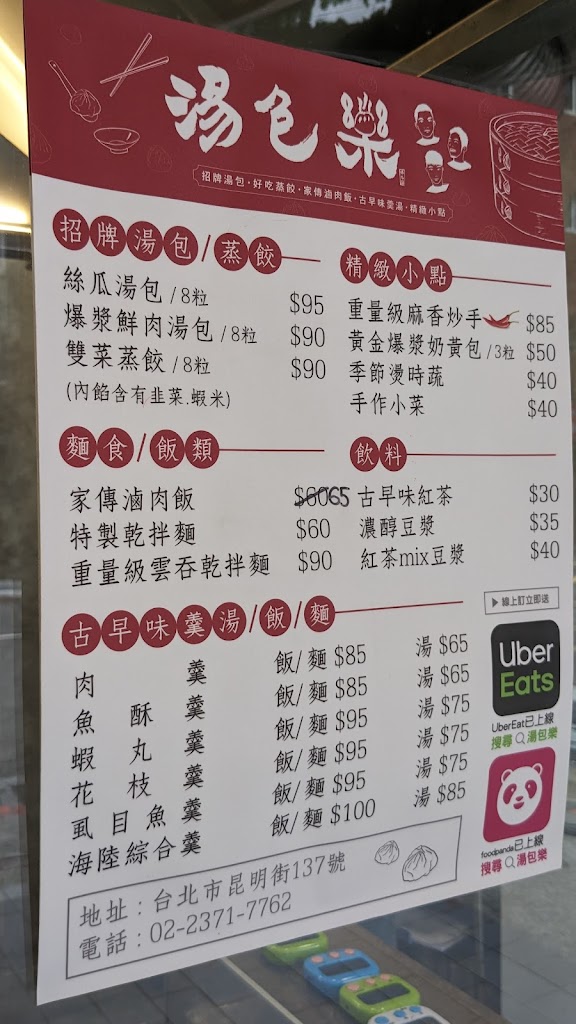 湯包樂
招牌湯包·好吃蒸餃·家傳滷肉飯·古早味羹湯·精緻小點
招牌湯包/蒸餃
絲瓜湯包 /8粒 $95
爆漿鮮肉湯包 /8粒 $90
雙菜蒸餃 /8粒 $90
(內餡含有韭菜.蝦米)
精緻小點
重量級麻香炒手 $85
黃金爆漿奶黃包 /3粒 $50
季節燙時蔬 $40
手作小菜 $40
麵食/飯類
家傳滷肉飯 $60 65
特製乾拌麵 $60
重量級雲吞乾拌麵 $90
飲料
古早味紅茶 $30
濃醇豆漿 $35
紅茶mix豆漿 $40
古早味羹湯/飯/麵
肉羹 飯/麵 $85 湯 $65
魚酥羹 飯/麵 $85 湯 $65
蝦丸羹 飯/麵 $95 湯 $75
花枝羹 飯/麵 $95 湯 $75
虱目魚羹 飯/麵 $95 湯 $75
海陸綜合羹 飯/麵 $100 湯 $85
線上訂立即送
Uber
Eats
UberEat已上線
搜尋 湯包樂
foodpanda已上線
搜尋 湯包樂
地址：台北市昆明街137號
電話：02-2371-7762